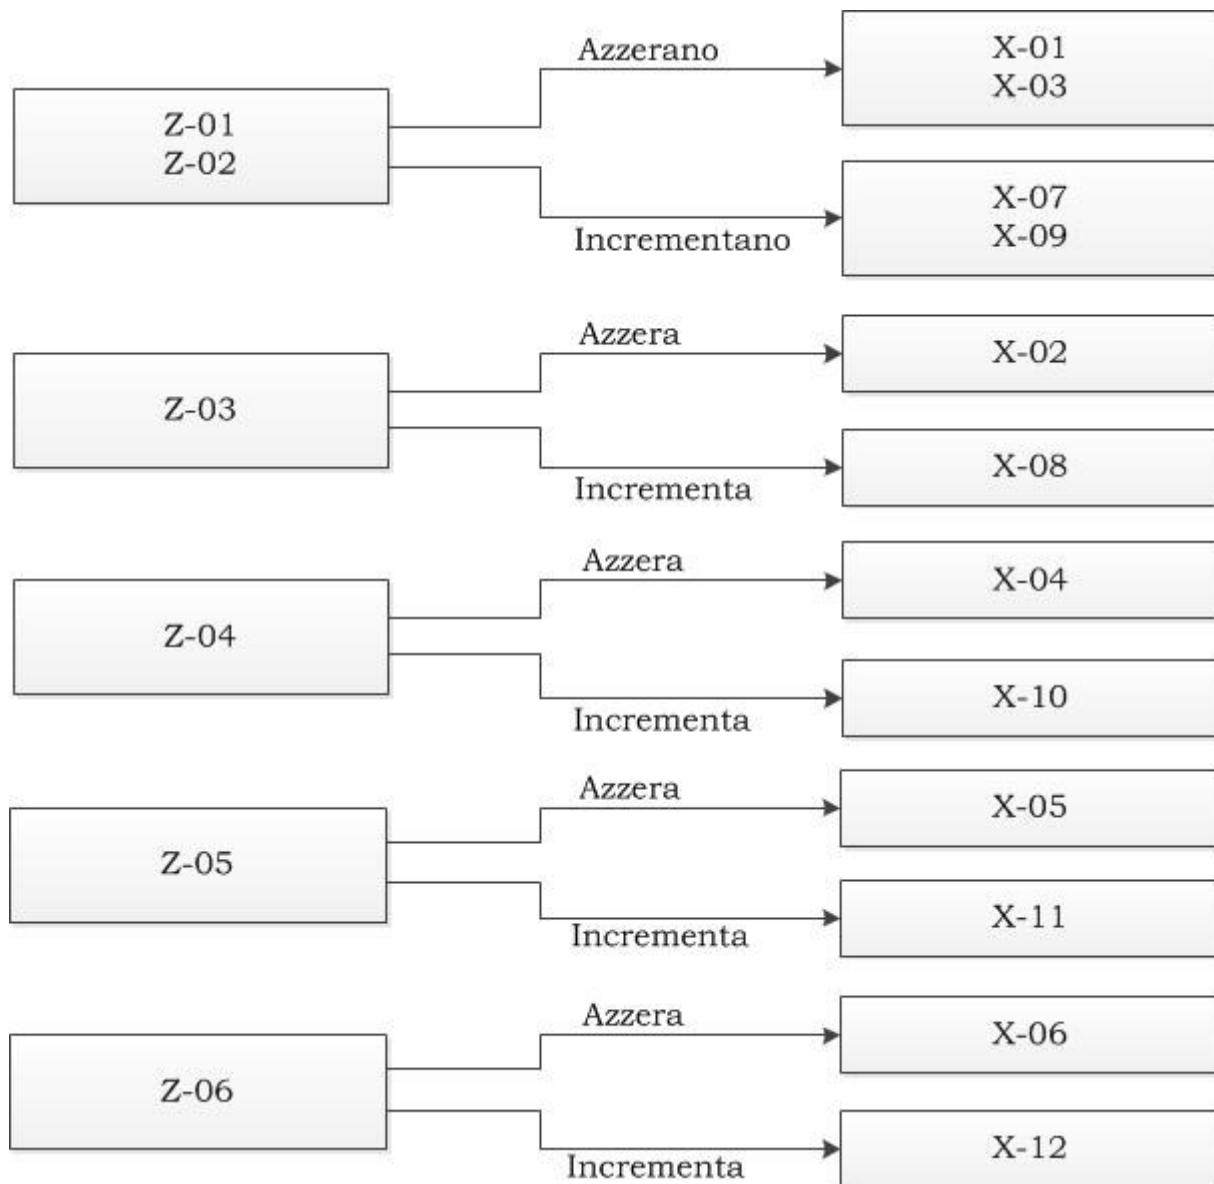 Azzerano
X-01
X-03
Z-01
Z-02
X-07
X-09
Incrementano
Azzera
X-02
Z-03
X-08
Incrementa
Azzera
X-04
Z-04
X-10
Incrementa
Azzera
X-05
Z-05
X-11
Incrementa
Azzera
X-06
Z-06
X-12
Incrementa